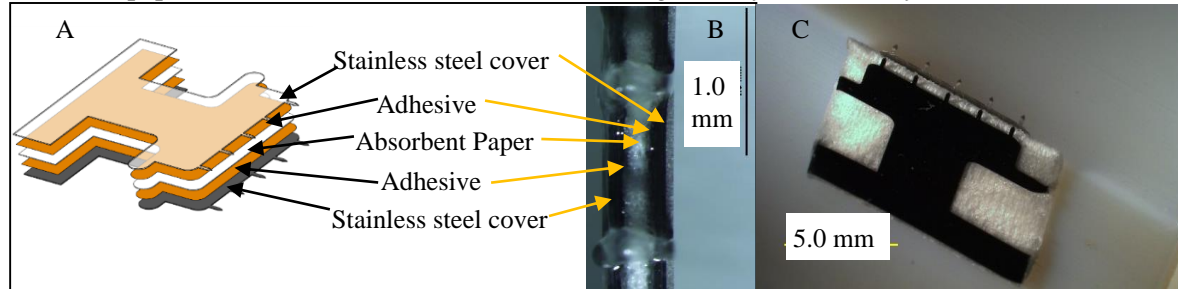 A
B
C
Stainless steel cover
Adhesive
Absorbent Paper
Adhesive
Stainless steel cover
1.0
mm
5.0 mm